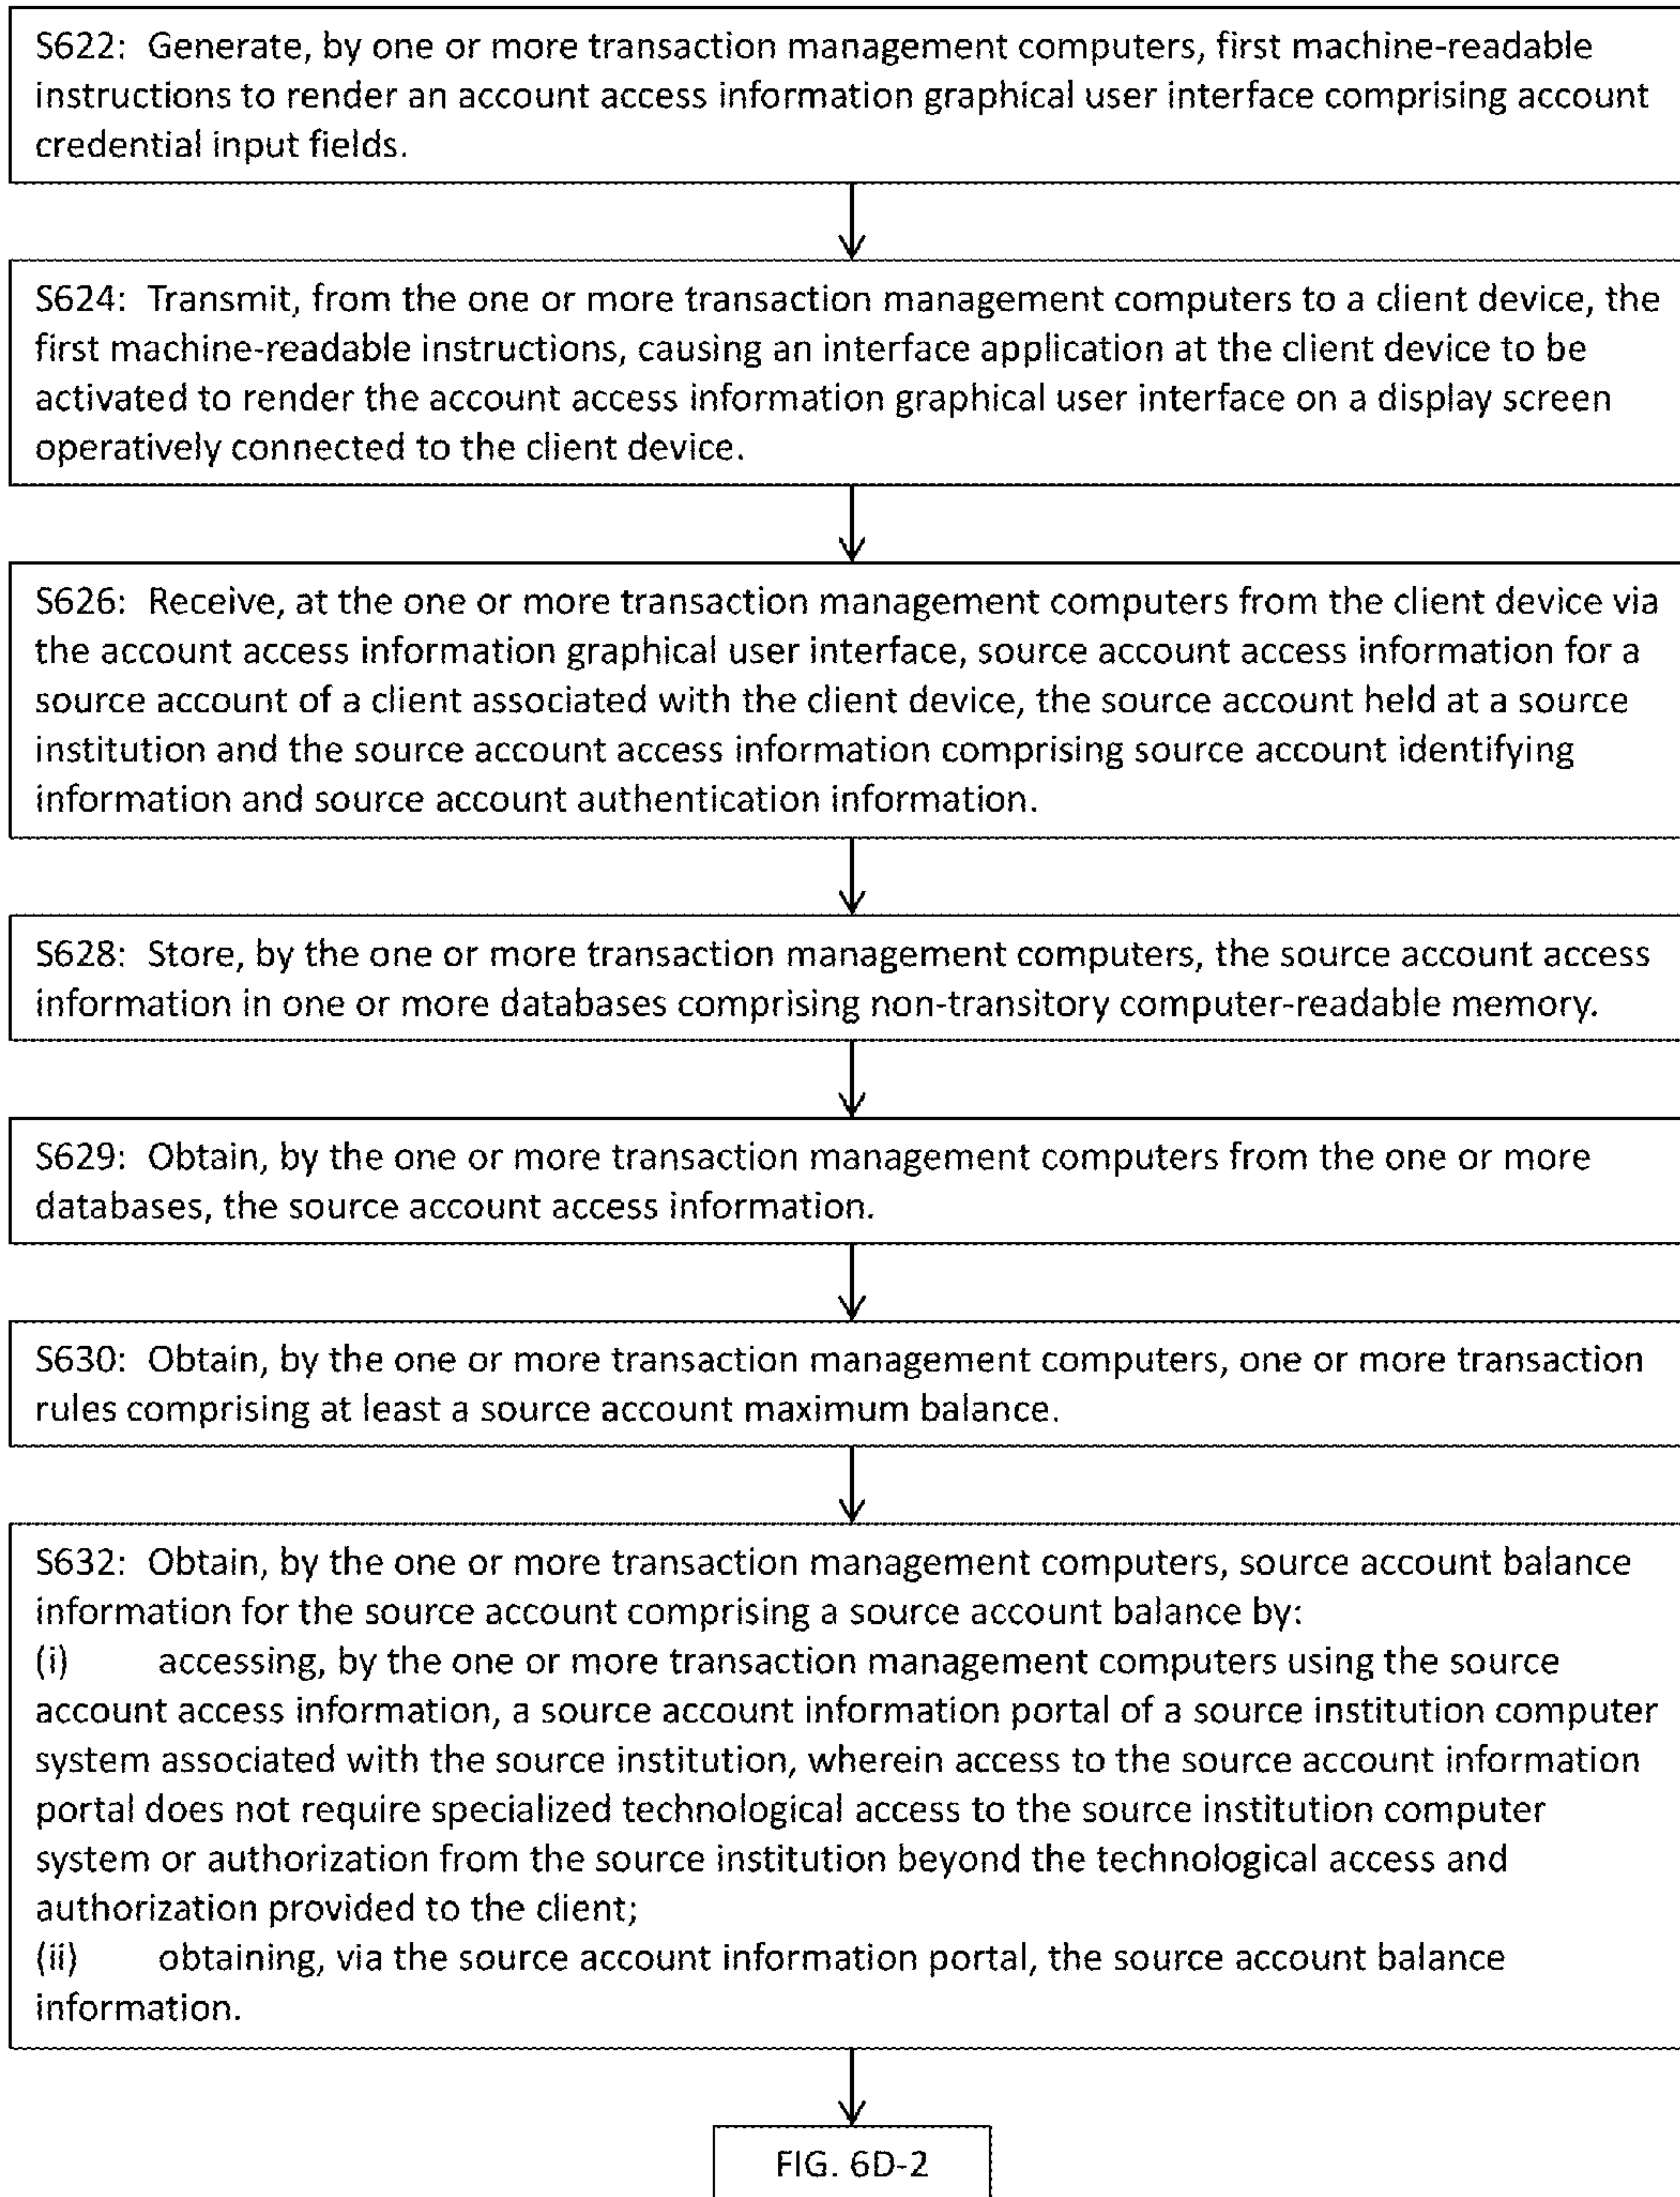 S622: Generate, by one or more transaction management computers, first machine-readable
instructions to render an account access information graphical user interface comprising account
credential input fields.
S624: Transmit, from the one or more transaction management computers to a client device, the
first machine-readable instructions, causing an interface application at the client device to be
activated to render the account access information graphical user interface on a display screen
operatively connected to the client device.
S626: Receive, at the one or more transaction management computers from the client device via
the account access information graphical user interface, source account access information for a
source account of a client associated with the client device, the source account held at a source
institution and the source account access information comprising source account identifying
information and source account authentication information.
S628: Store, by the one or more transaction management computers, the source account access
information in one or more databases comprising non-transitory computer-readable memory.
S629: Obtain, by the one or more transaction management computers from the one or more
databases, the source account access information.
S630: Obtain, by the one or more transaction management computers, one or more transaction
rules comprising at least a source account maximum balance.
S632: Obtain, by the one or more transaction management computers, source account balance
information for the source account comprising a source account balance by:
(i) accessing, by the one or more transaction management computers using the source
account access information, a source account information portal of a source institution computer
system associated with the source institution, wherein access to the source account information
portal does not require specialized technological access to the source institution computer
system or authorization from the source institution beyond the technological access and
authorization provided to the client;
(ii) obtaining, via the source account information portal, the source account balance
information.
FIG. 6D-2